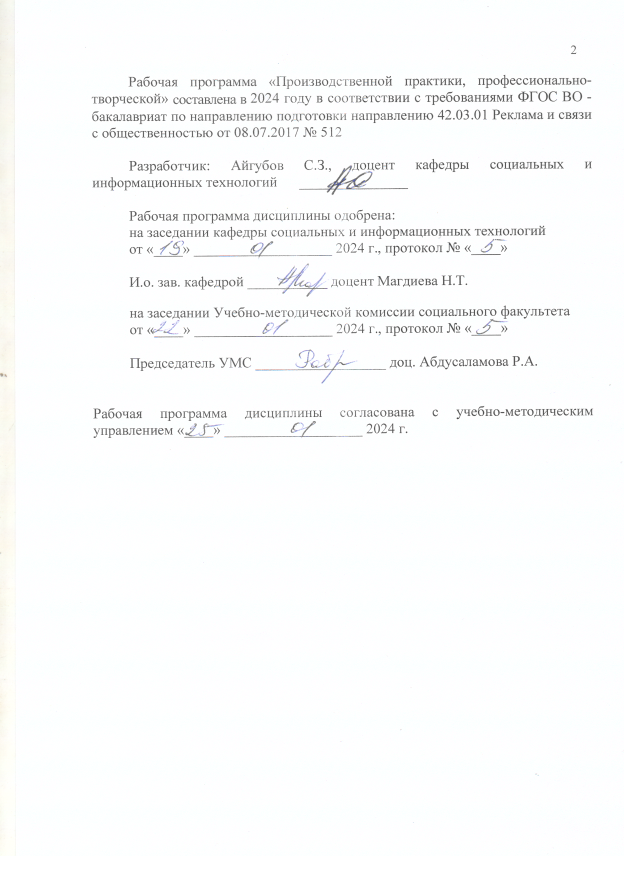 2
Рабочая программа «Производственной практики, профессионально-
творческой» составлена в 2024 году в соответствии с требованиями ФГОС ВО -
бакалавриат по направлению подготовки направлению 42.03.01 Реклама и связи
с общественностью от 08.07.2017 № 512
Разработчик: Айгубов С.З., доцент кафедры социальных и
информационных технологий
Рабочая программа дисциплины одобрена:
на заседании кафедры социальных и информационных технологий
от «19» 01 2024 г., протокол № «5»
И.о. зав. кафедрой доцент Магдиева Н.Т.
на заседании Учебно-методической комиссии социального факультета
от «22» 01 2024 г., протокол № «5»
Председатель УМС доц. Абдусаламова Р.А.
Рабочая программа дисциплины согласована с учебно-методическим
управлением «25» 01 2024 г.